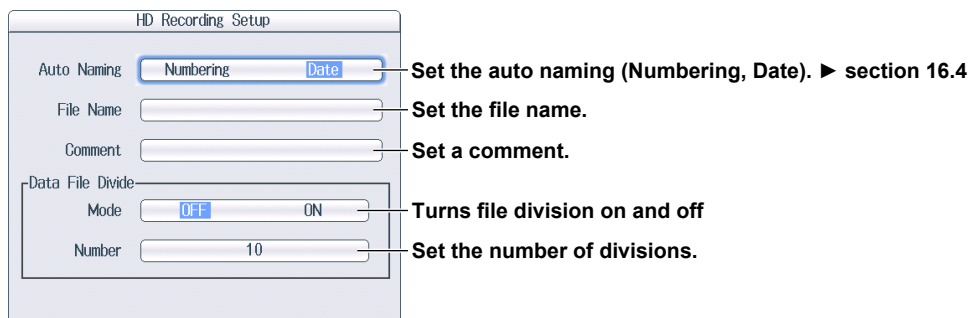 HD Recording Setup
Auto Naming Numbering Date Set the auto naming (Numbering, Date). ► section 16.4
File Name Set the file name.
Comment Set a comment.
Data File Divide
Mode OFF ON Turns file division on and off
Number 10 Set the number of divisions.